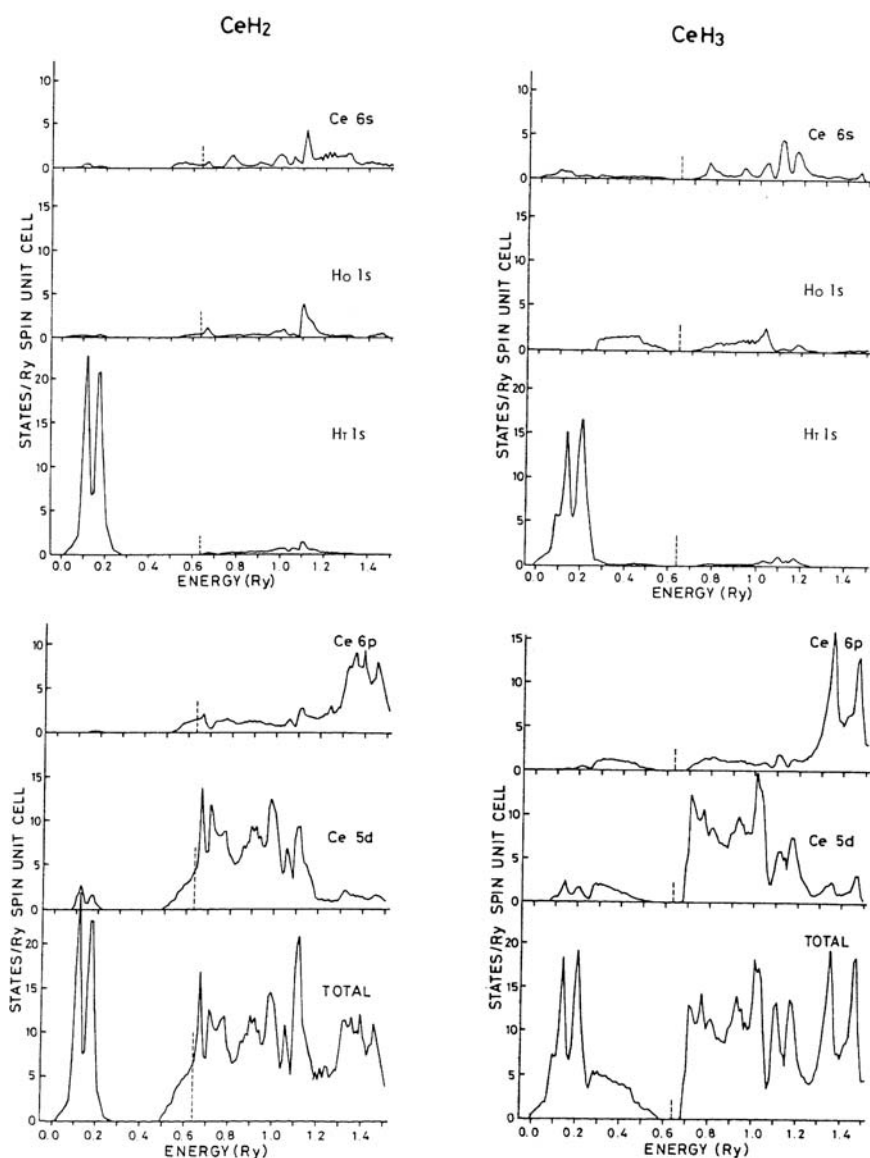 CeH₂
CeH₃
10
5
0
Ce 6s
10
5
0
Ce 6s
15
10
5
0
Hₒ 1s
15
10
5
0
Hₒ 1s
STATES/Ry SPIN UNIT CELL
20
15
10
5
0
Hт 1s
0.0 0.2 0.4 0.6 0.8 1.0 1.2 1.4
ENERGY (Ry)
STATES/Ry SPIN UNIT CELL
20
15
10
5
0
Hт 1s
0.0 0.2 0.4 0.6 0.8 1.0 1.2 1.4
ENERGY (Ry)
10
5
0
Ce 6p
15
10
5
0
Ce 6p
15
10
5
0
Ce 5d
10
5
0
Ce 5d
STATES/Ry SPIN UNIT CELL
20
15
10
5
0
TOTAL
0.0 0.2 0.4 0.6 0.8 1.0 1.2 1.4
ENERGY (Ry)
STATES/Ry SPIN UNIT CELL
20
15
10
5
0
TOTAL
0.0 0.2 0.4 0.6 0.8 1.0 1.2 1.4
ENERGY (Ry)